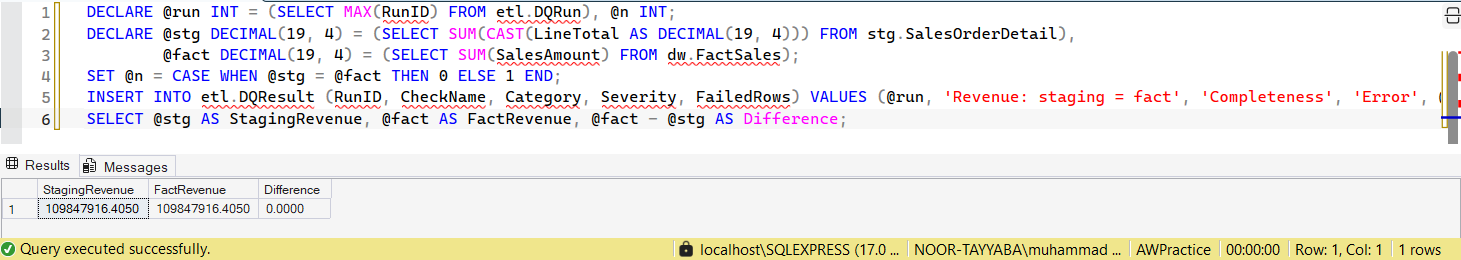 1 DECLARE @run INT = (SELECT MAX(RunID) FROM etl.DQRun), @n INT;
2 DECLARE @stg DECIMAL(19, 4) = (SELECT SUM(CAST(LineTotal AS DECIMAL(19, 4))) FROM stg.SalesOrderDetail),
3 @fact DECIMAL(19, 4) = (SELECT SUM(SalesAmount) FROM dw.FactSales);
4 SET @n = CASE WHEN @stg = @fact THEN 0 ELSE 1 END;
5 INSERT INTO etl.DQResult (RunID, CheckName, Category, Severity, FailedRows) VALUES (@run, 'Revenue: staging = fact', 'Completeness', 'Error',
6 SELECT @stg AS StagingRevenue, @fact AS FactRevenue, @fact - @stg AS Difference;
Results Messages
StagingRevenue FactRevenue Difference
1 109847916.4050 109847916.4050 0.0000
Query executed successfully. localhost\SQLEXPRESS (17.0 ... NOOR-TAYYABA\muhammad ... AWPractice 00:00:00 Row: 1, Col: 1 1 rows